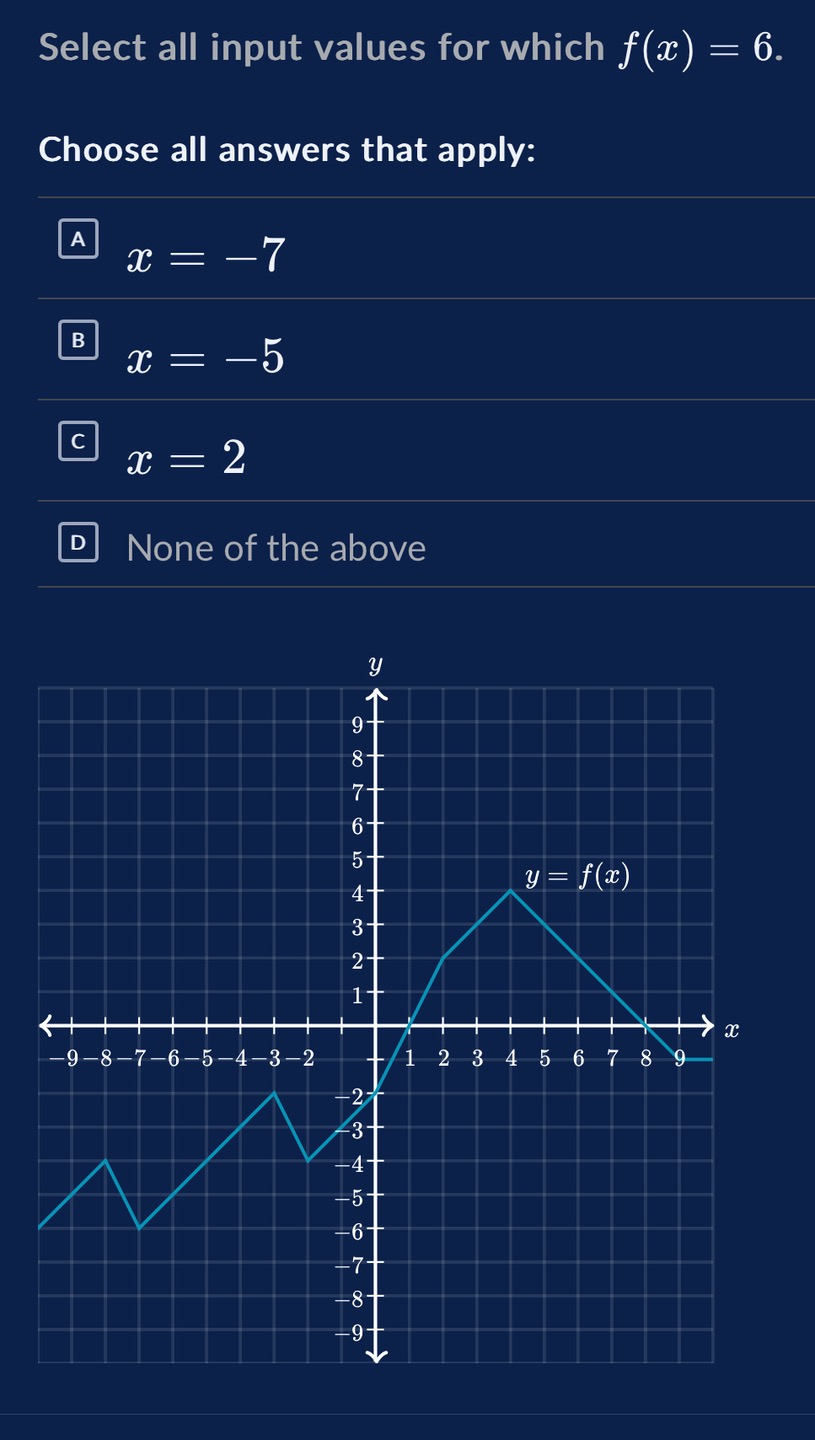 Select all input values for which f(x) = 6.
Choose all answers that apply:
A x = −7
B x = −5
C x = 2
D None of the above
y
9
8
7
6
5
y = f(x)
4
3
2
1
x
−9 −8 −7 −6 −5 −4 −3 −2 1 2 3 4 5 6 7 8 9
−2
−3
−4
−5
−6
−7
−8
−9